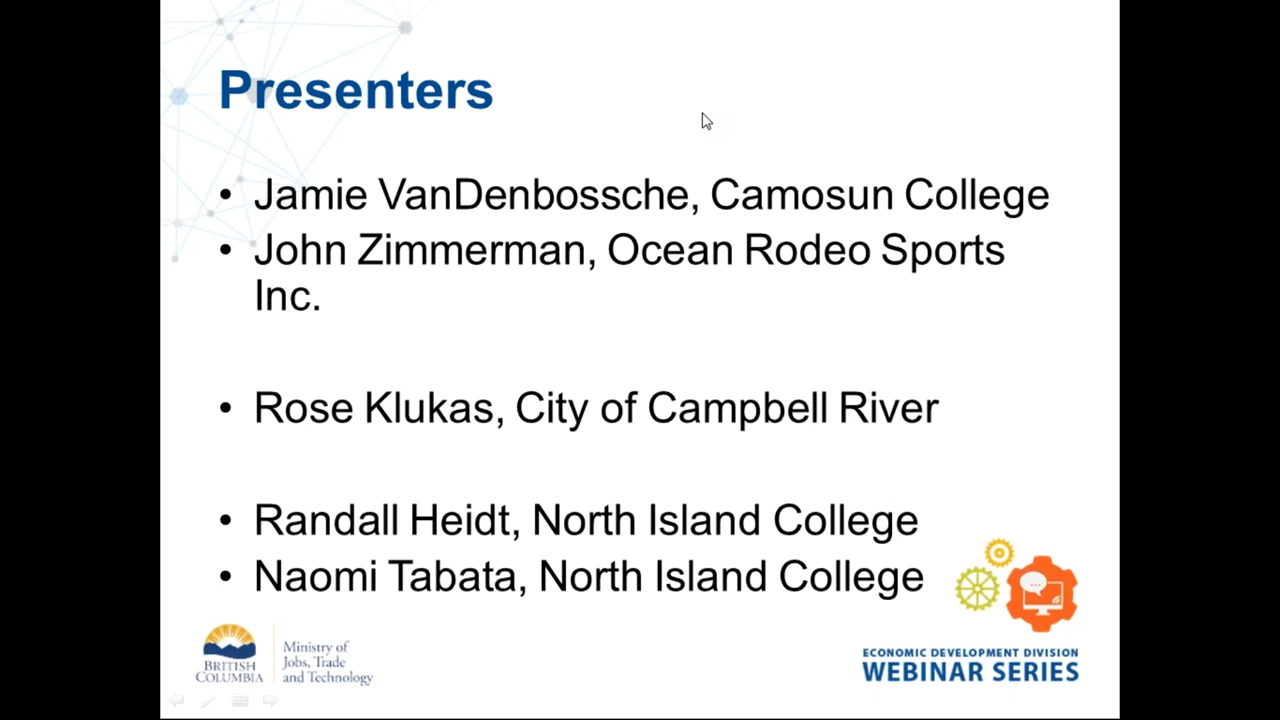 Presenters
• Jamie VanDenbossche, Camosun College
• John Zimmerman, Ocean Rodeo Sports
Inc.
• Rose Klukas, City of Campbell River
• Randall Heidt, North Island College
• Naomi Tabata, North Island College
BRITISH
COLUMBIA
Ministry of
Jobs, Trade
and Technology
ECONOMIC DEVELOPMENT DIVISION
WEBINAR SERIES